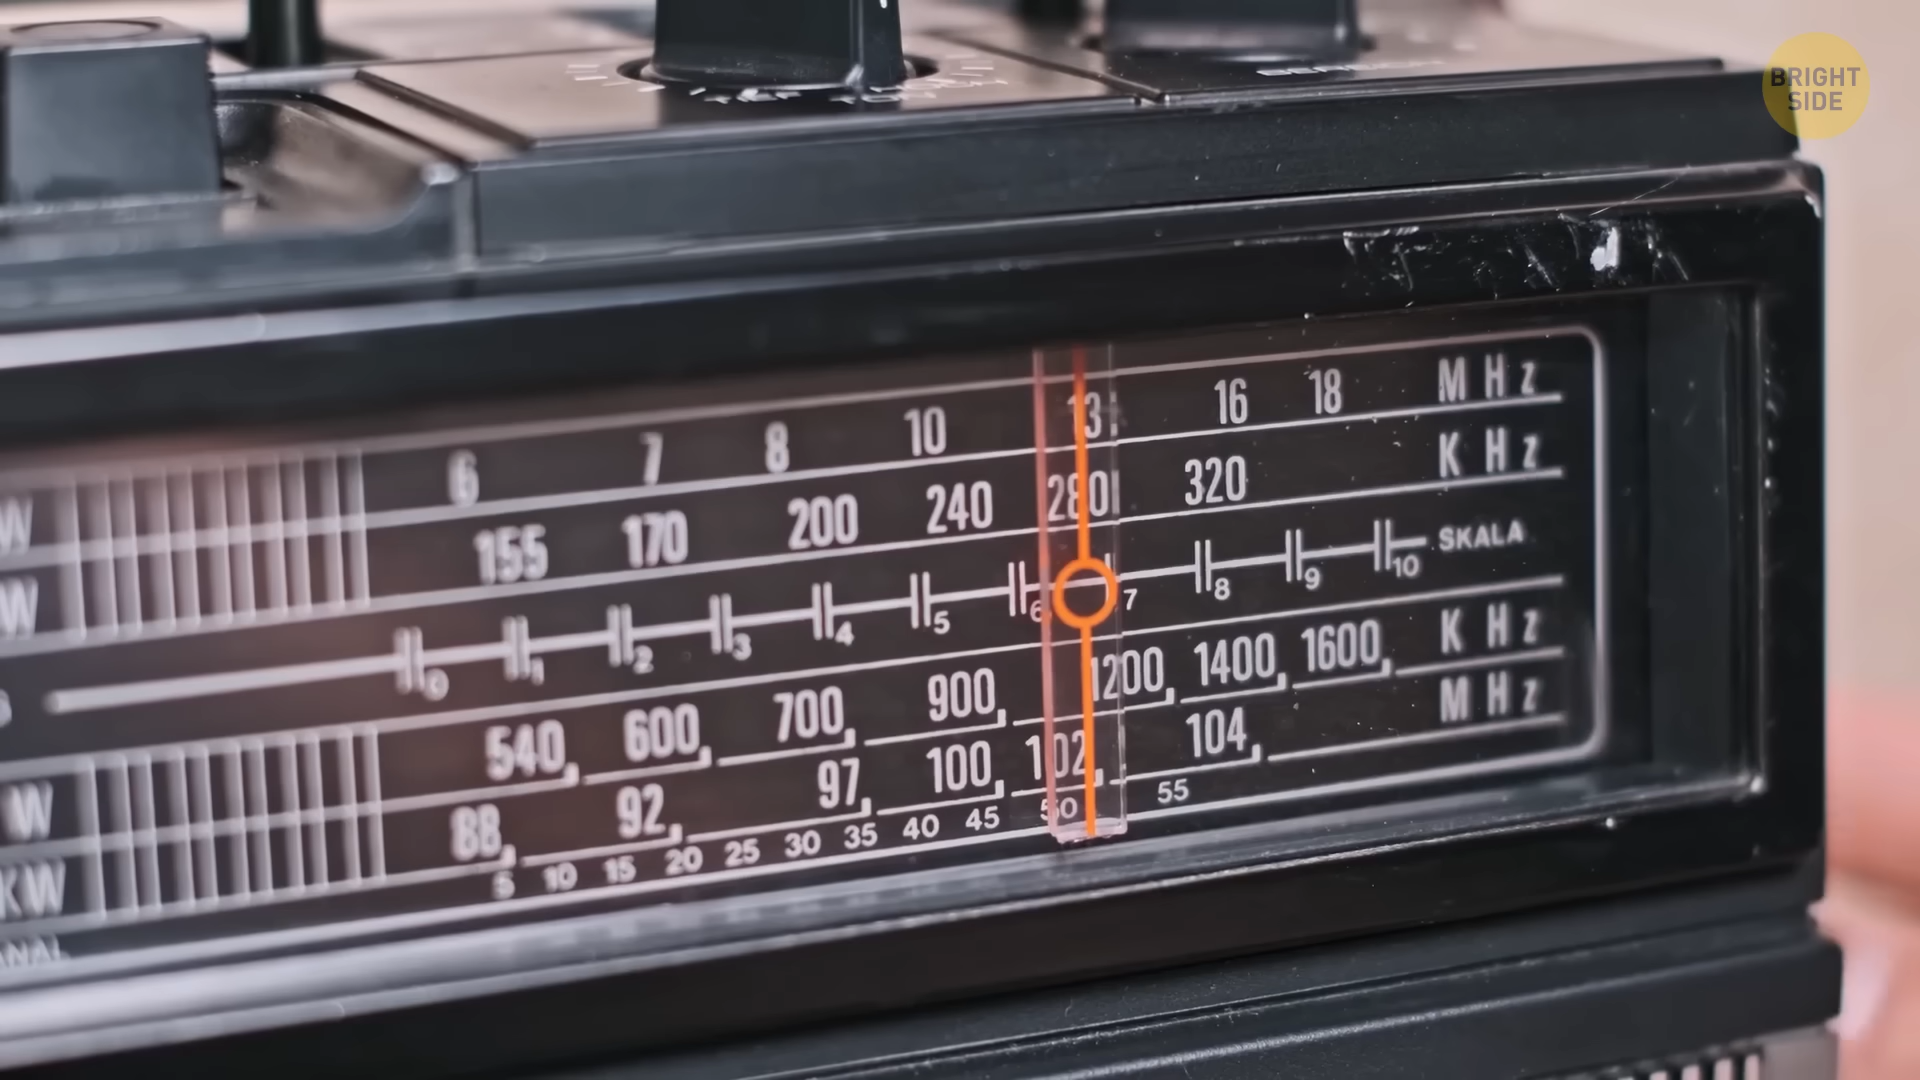 BRIGHT
SIDE
6 7 8 10 13 16 18 MHz
W
155 170 200 240 280 320 KHz
W
0 1 2 3 4 5 6 7 8 9 10 SKALA
540 600 700 900 1200 1400 1600 KHz
W
88 92 97 100 102 104 MHz
KW
5 10 15 20 25 30 35 40 45 50 55
ANAL